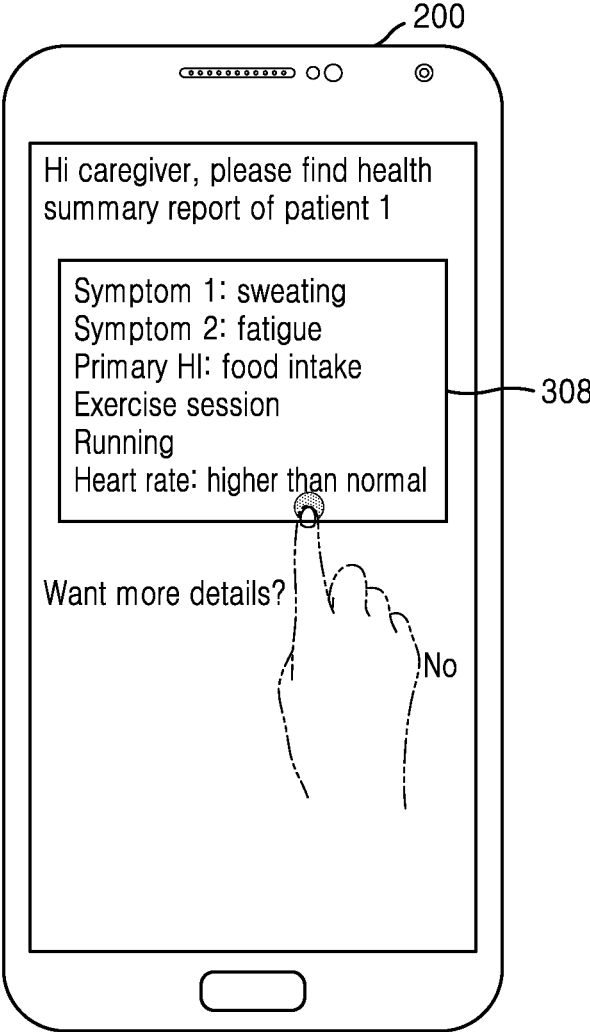 200
Hi caregiver, please find health
summary report of patient 1
Symptom 1: sweating
Symptom 2: fatigue
Primary HI: food intake
Exercise session
Running
Heart rate: higher than normal
308
Want more details?
No